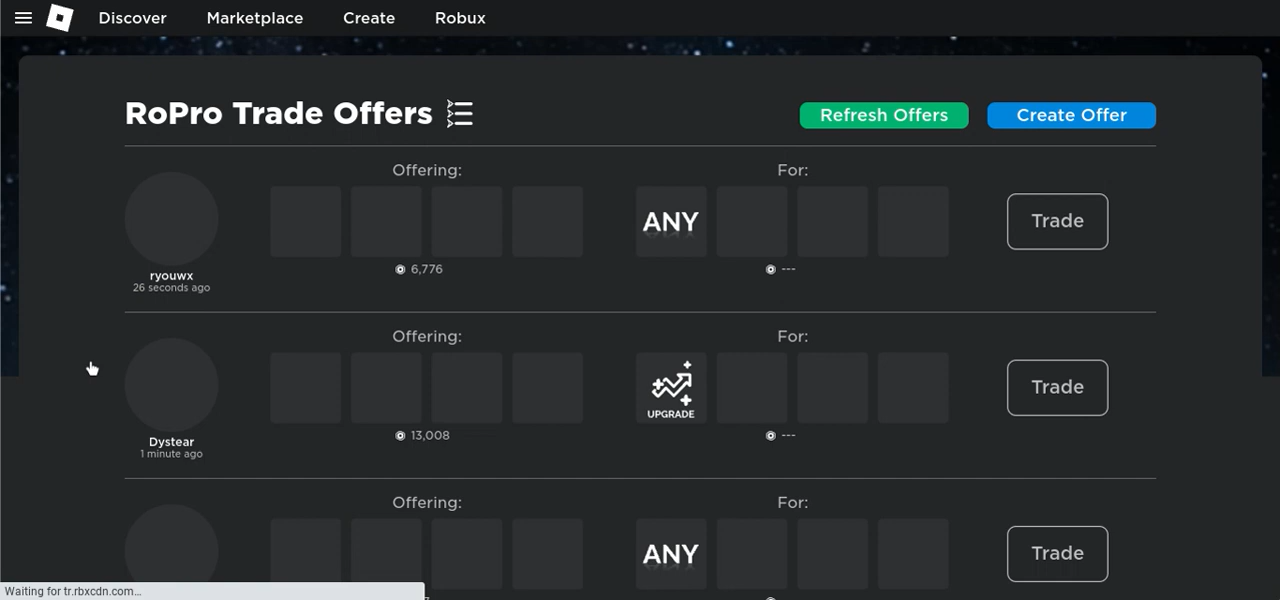 Discover Marketplace Create Robux
RoPro Trade Offers
Refresh Offers
Create Offer
Offering:
For:
ANY
Trade
6,776
---
ryouwx
26 seconds ago
Offering:
For:
UPGRADE
Trade
13,008
---
Dystear
1 minute ago
Offering:
For:
ANY
Trade
Waiting for tr.rbxcdn.com...